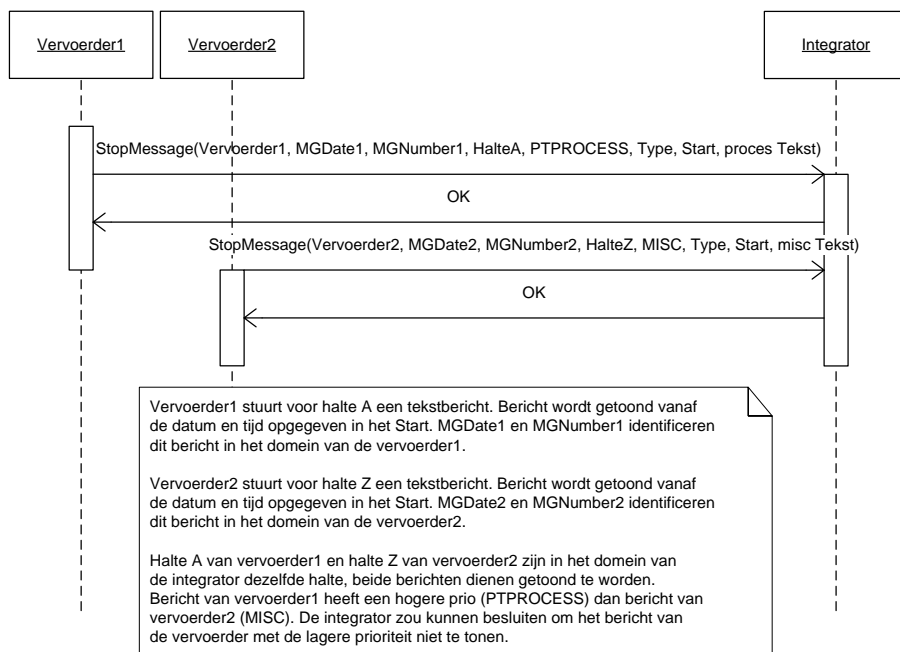 Vervoerder1
Vervoerder2
Integrator
StopMessage(Vervoerder1, MGDate1, MGNumber1, HalteA, PTPROCESS, Type, Start, proces Tekst)
OK
StopMessage(Vervoerder2, MGDate2, MGNumber2, HalteZ, MISC, Type, Start, misc Tekst)
OK
Vervoerder1 stuurt voor halte A een tekstbericht. Bericht wordt getoond vanaf
de datum en tijd opgegeven in het Start. MGDate1 en MGNumber1 identificeren
dit bericht in het domein van de vervoerder1.
Vervoerder2 stuurt voor halte Z een tekstbericht. Bericht wordt getoond vanaf
de datum en tijd opgegeven in het Start. MGDate2 en MGNumber2 identificeren
dit bericht in het domein van de vervoerder2.
Halte A van vervoerder1 en halte Z van vervoerder2 zijn in het domein van
de integrator dezelfde halte, beide berichten dienen getoond te worden.
Bericht van vervoerder1 heeft een hogere prio (PTPROCESS) dan bericht van
vervoerder2 (MISC). De integrator zou kunnen besluiten om het bericht van
de vervoerder met de lagere prioriteit niet te tonen.